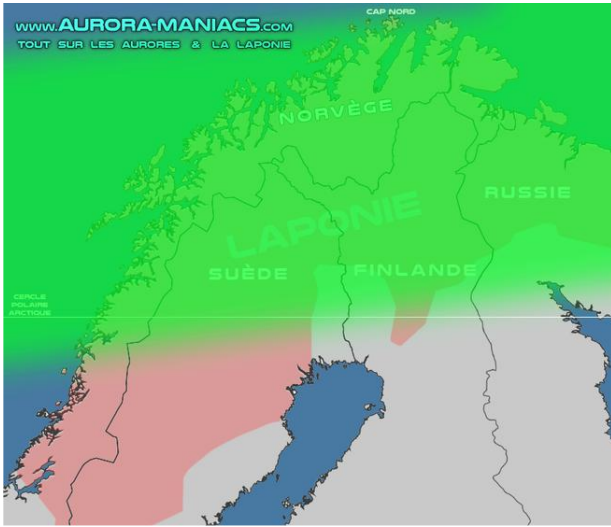 www.AURORA-MANIACS.com
TOUT SUR LES AURORES & LA LAPONIE
CAP NORD
NORVÈGE
RUSSIE
LAPONIE
SUÈDE
FINLANDE
CERCLE
POLAIRE
ARCTIQUE